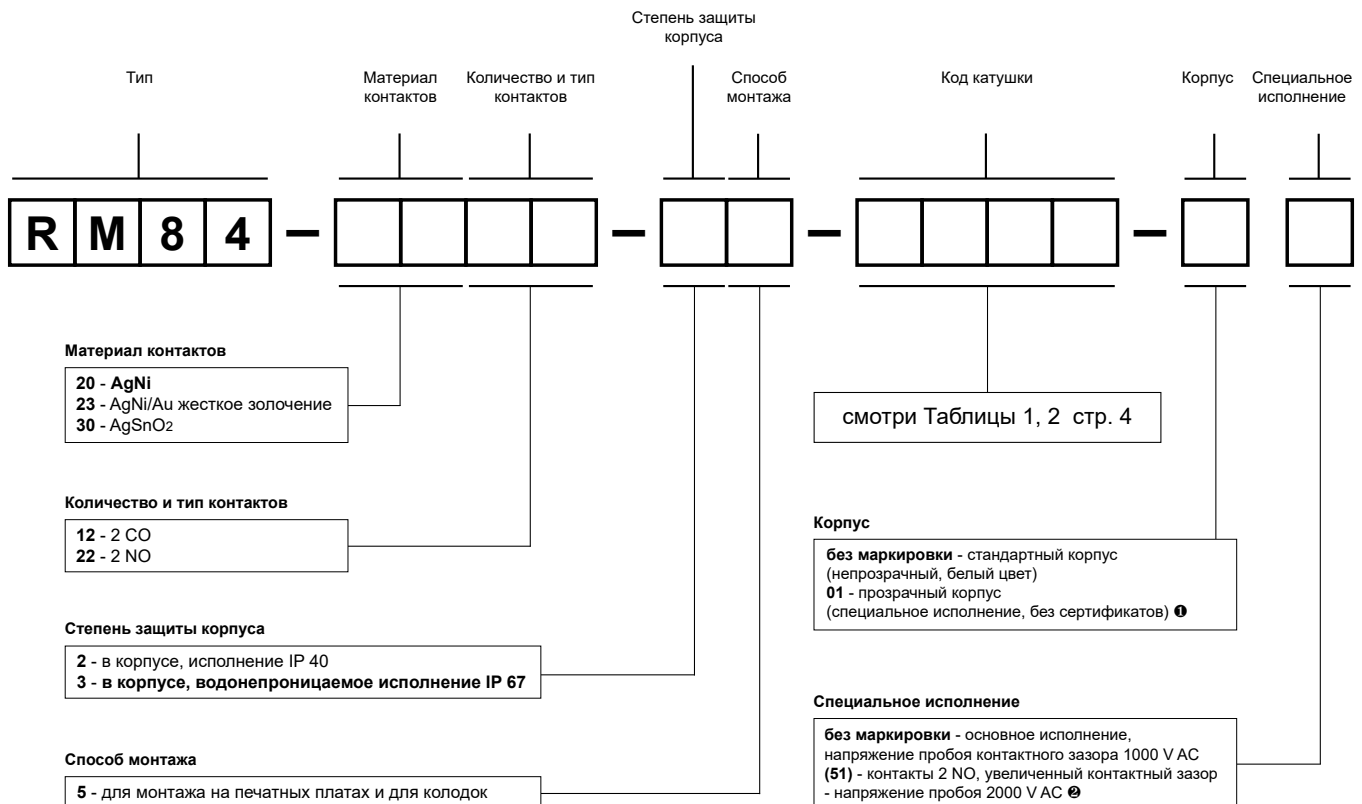 Степень защиты
корпуса
Тип
Материал
контактов
Количество и тип
контактов
Способ
монтажа
Код катушки
Корпус
Специальное
исполнение
RM84 – – – –
Материал контактов
20 - AgNi
23 - AgNi/Au жесткое золочение
30 - AgSnO2
смотри Таблицы 1, 2 стр. 4
Количество и тип контактов
12 - 2 CO
22 - 2 NO
Корпус
без маркировки - стандартный корпус
(непрозрачный, белый цвет)
01 - прозрачный корпус
(специальное исполнение, без сертификатов) ❶
Степень защиты корпуса
2 - в корпусе, исполнение IP 40
3 - в корпусе, водонепроницаемое исполнение IP 67
Специальное исполнение
без маркировки - основное исполнение,
напряжение пробоя контактного зазора 1000 V AC
(51) - контакты 2 NO, увеличенный контактный зазор
- напряжение пробоя 2000 V AC ❷
Способ монтажа
5 - для монтажа на печатных платах и для колодок